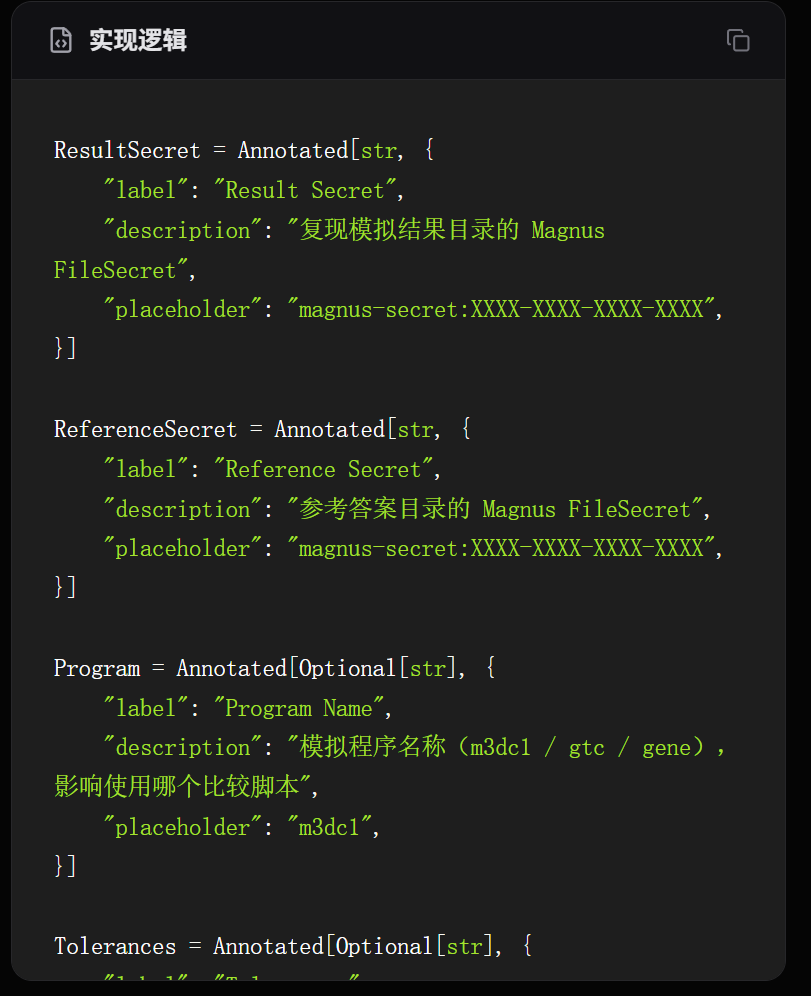 实现逻辑
ResultSecret = Annotated[str, {
    "label": "Result Secret",
    "description": "复现模拟结果目录的 Magnus
FileSecret",
    "placeholder": "magnus-secret:XXXX-XXXX-XXXX-XXXX",
}]
ReferenceSecret = Annotated[str, {
    "label": "Reference Secret",
    "description": "参考答案目录的 Magnus FileSecret",
    "placeholder": "magnus-secret:XXXX-XXXX-XXXX-XXXX",
}]
Program = Annotated[Optional[str], {
    "label": "Program Name",
    "description": "模拟程序名称（m3dc1 / gtc / gene），
影响使用哪个比较脚本",
    "placeholder": "m3dc1",
}]
Tolerances = Annotated[Optional[str], {